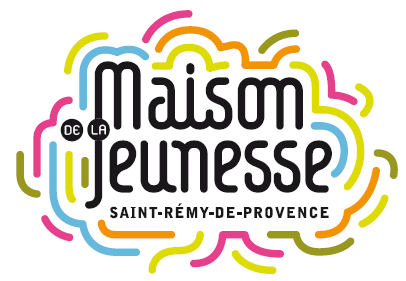 Maison
DE LA
Jeunesse
SAINT-RÉMY-DE-PROVENCE